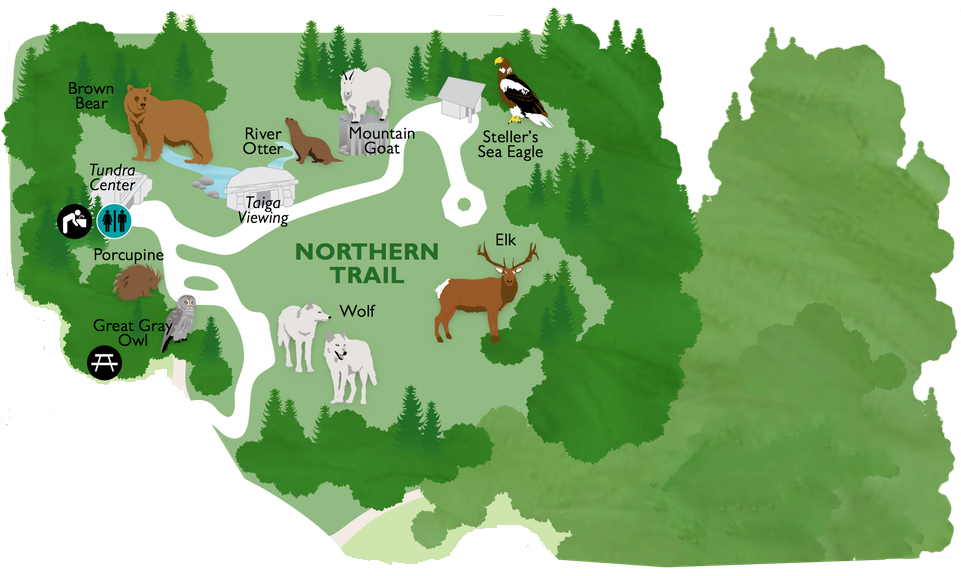 Brown
Bear
River
Otter
Mountain
Goat
Steller's
Sea Eagle
Tundra
Center
Taiga
Viewing
Porcupine
NORTHERN
TRAIL
Elk
Great Gray
Owl
Wolf